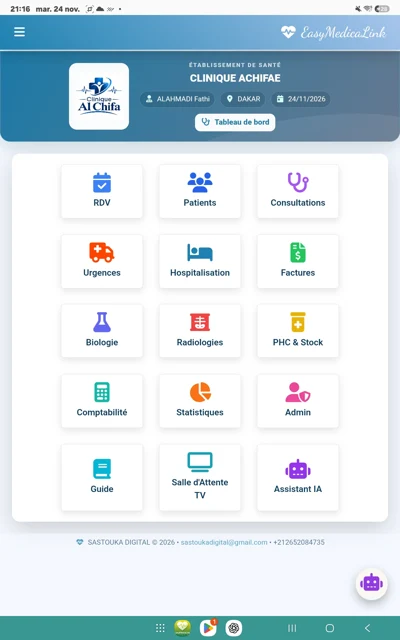 21:16 mar. 24 nov.
EasyMedicaLink
Clinique
Al Chifa
ÉTABLISSEMENT DE SANTÉ
CLINIQUE ACHIFAE
ALAHMADI Fathi DAKAR 24/11/2026
Tableau de bord
RDV Patients Consultations
Urgences Hospitalisation Factures
Biologie Radiologies PHC & Stock
Comptabilité Statistiques Admin
Guide Salle d'Attente
TV Assistant IA
SASTOUKA DIGITAL © 2026 • sastoukadigital@gmail.com • +212652084735
1